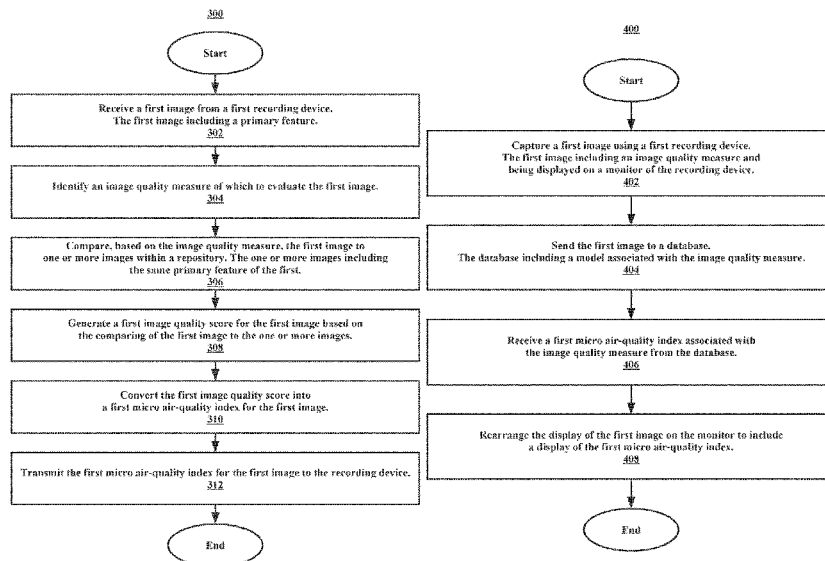 300
Start
Receive a first image from a first recording device.
The first image including a primary feature.
302
Identify an image quality measure of which to evaluate the first image.
304
Compare, based on the image quality measure, the first image to
one or more images within a repository. The one or more images including
the same primary feature of the first.
306
Generate a first image quality score for the first image based on
the comparing of the first image to the one or more images.
308
Convert the first image quality score into
a first micro air-quality index for the first image.
310
Transmit the first micro air-quality index for the first image to the recording device.
312
End
400
Start
Capture a first image using a first recording device.
The first image including an image quality measure and
being displayed on a monitor of the recording device.
402
Send the first image to a database.
The database including a model associated with the image quality measure.
404
Receive a first micro air-quality index associated with
the image quality measure from the database.
406
Rearrange the display of the first image on the monitor to include
a display of the first micro air-quality index.
408
End